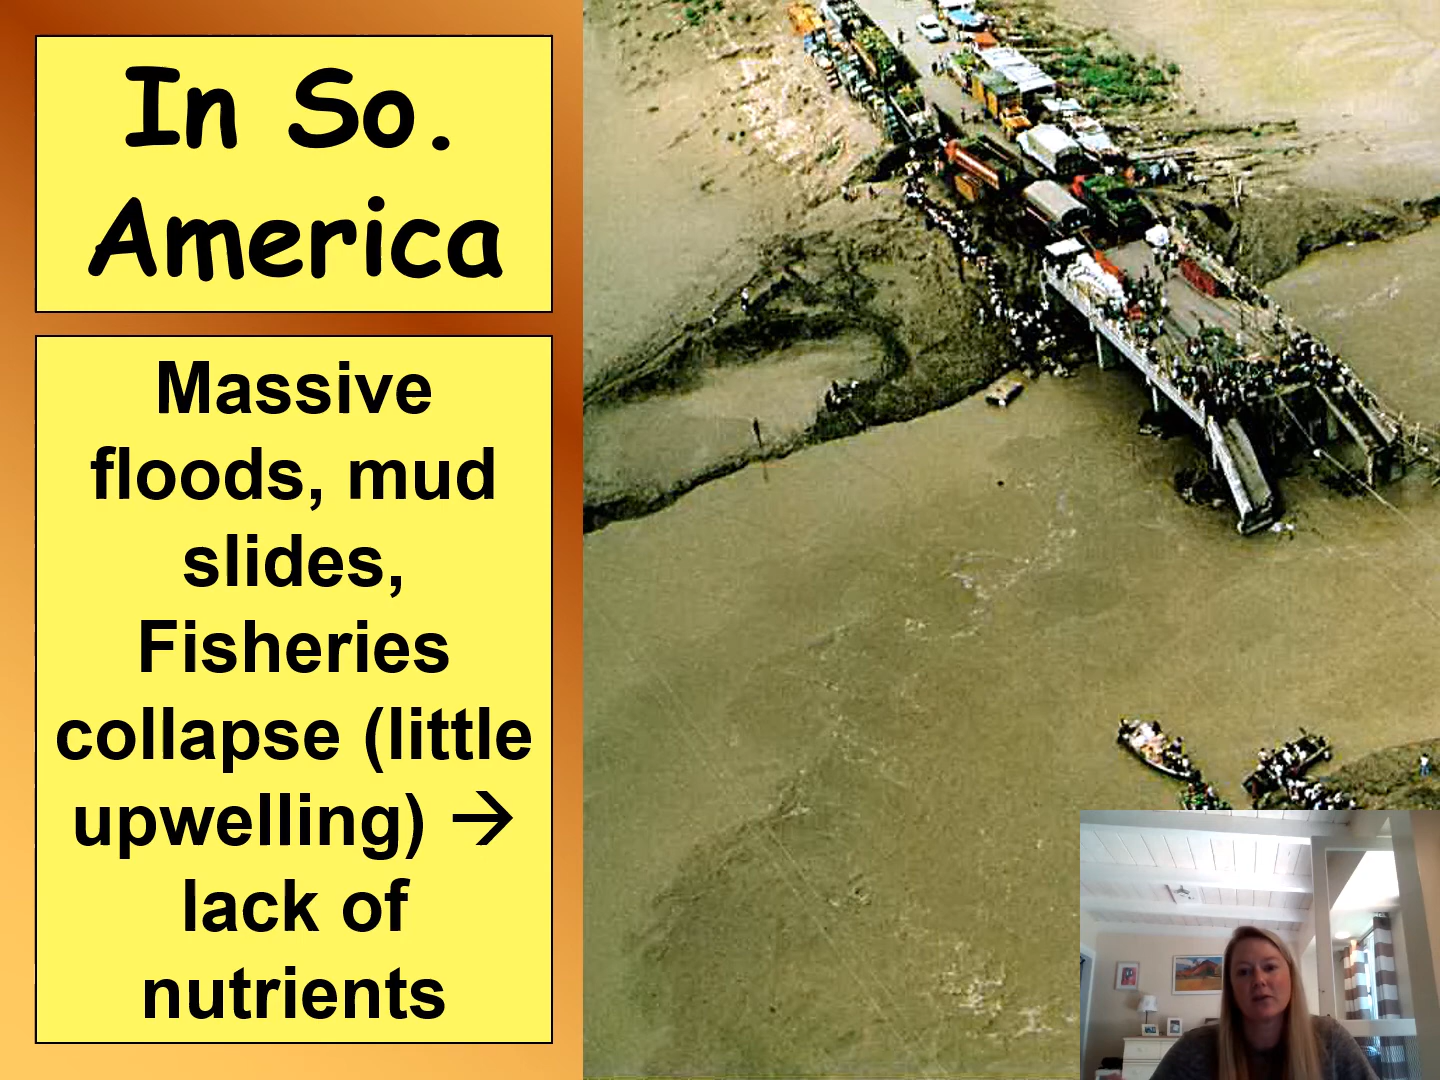 In So.
America
Massive
floods, mud
slides,
Fisheries
collapse (little
upwelling) →
lack of
nutrients